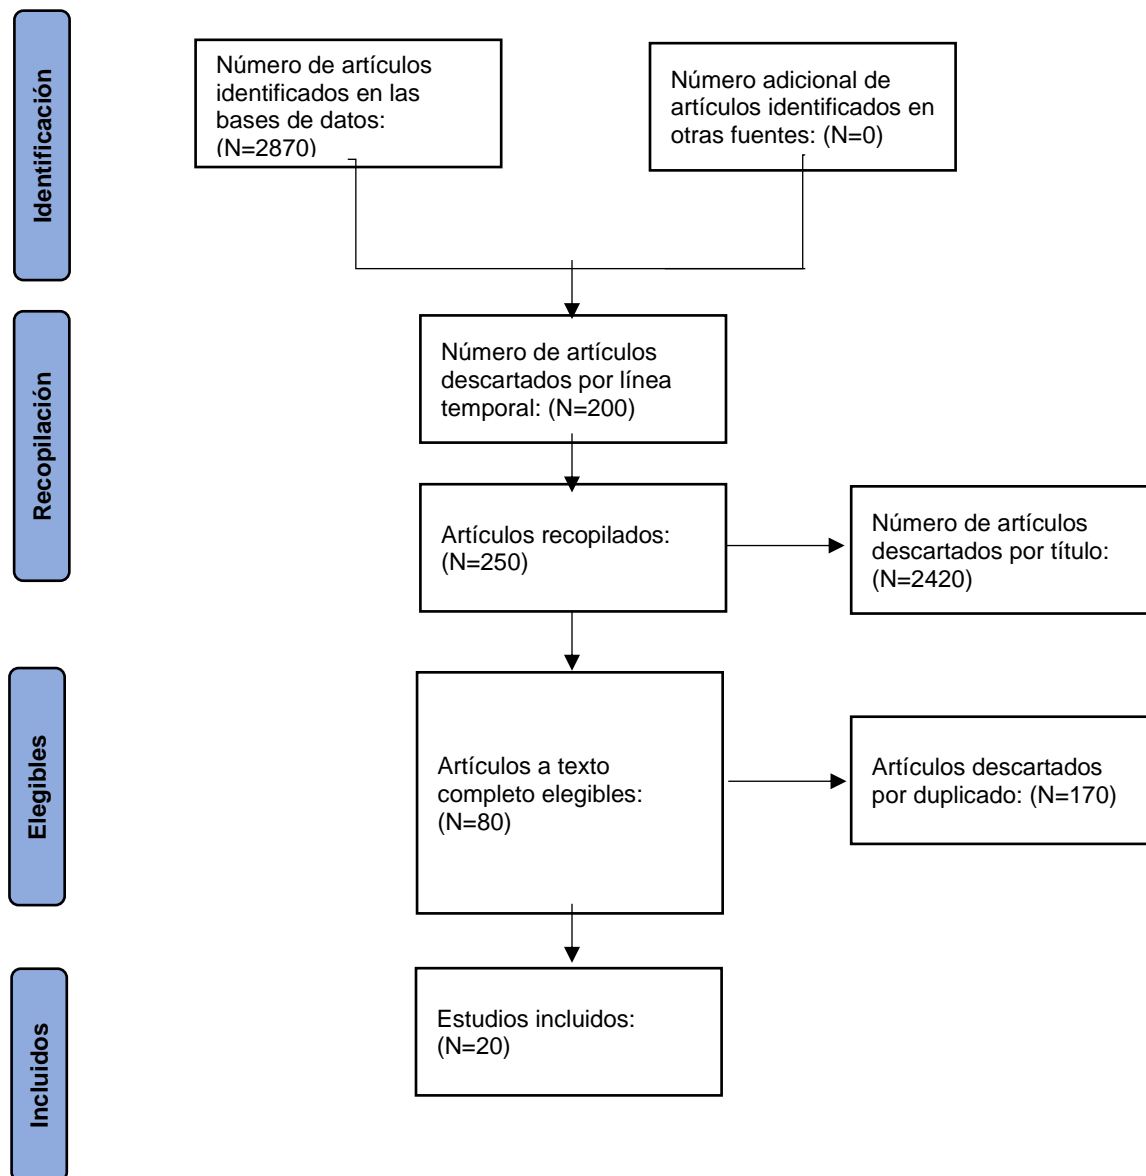 Identificación
Número de artículos
identificados en las
bases de datos:
(N=2870)
Número adicional de
artículos identificados en
otras fuentes: (N=0)
Recopilación
Número de artículos
descartados por línea
temporal: (N=200)
Artículos recopilados:
(N=250)
Número de artículos
descartados por título:
(N=2420)
Elegibles
Artículos a texto
completo elegibles:
(N=80)
Artículos descartados
por duplicado: (N=170)
Incluidos
Estudios incluidos:
(N=20)